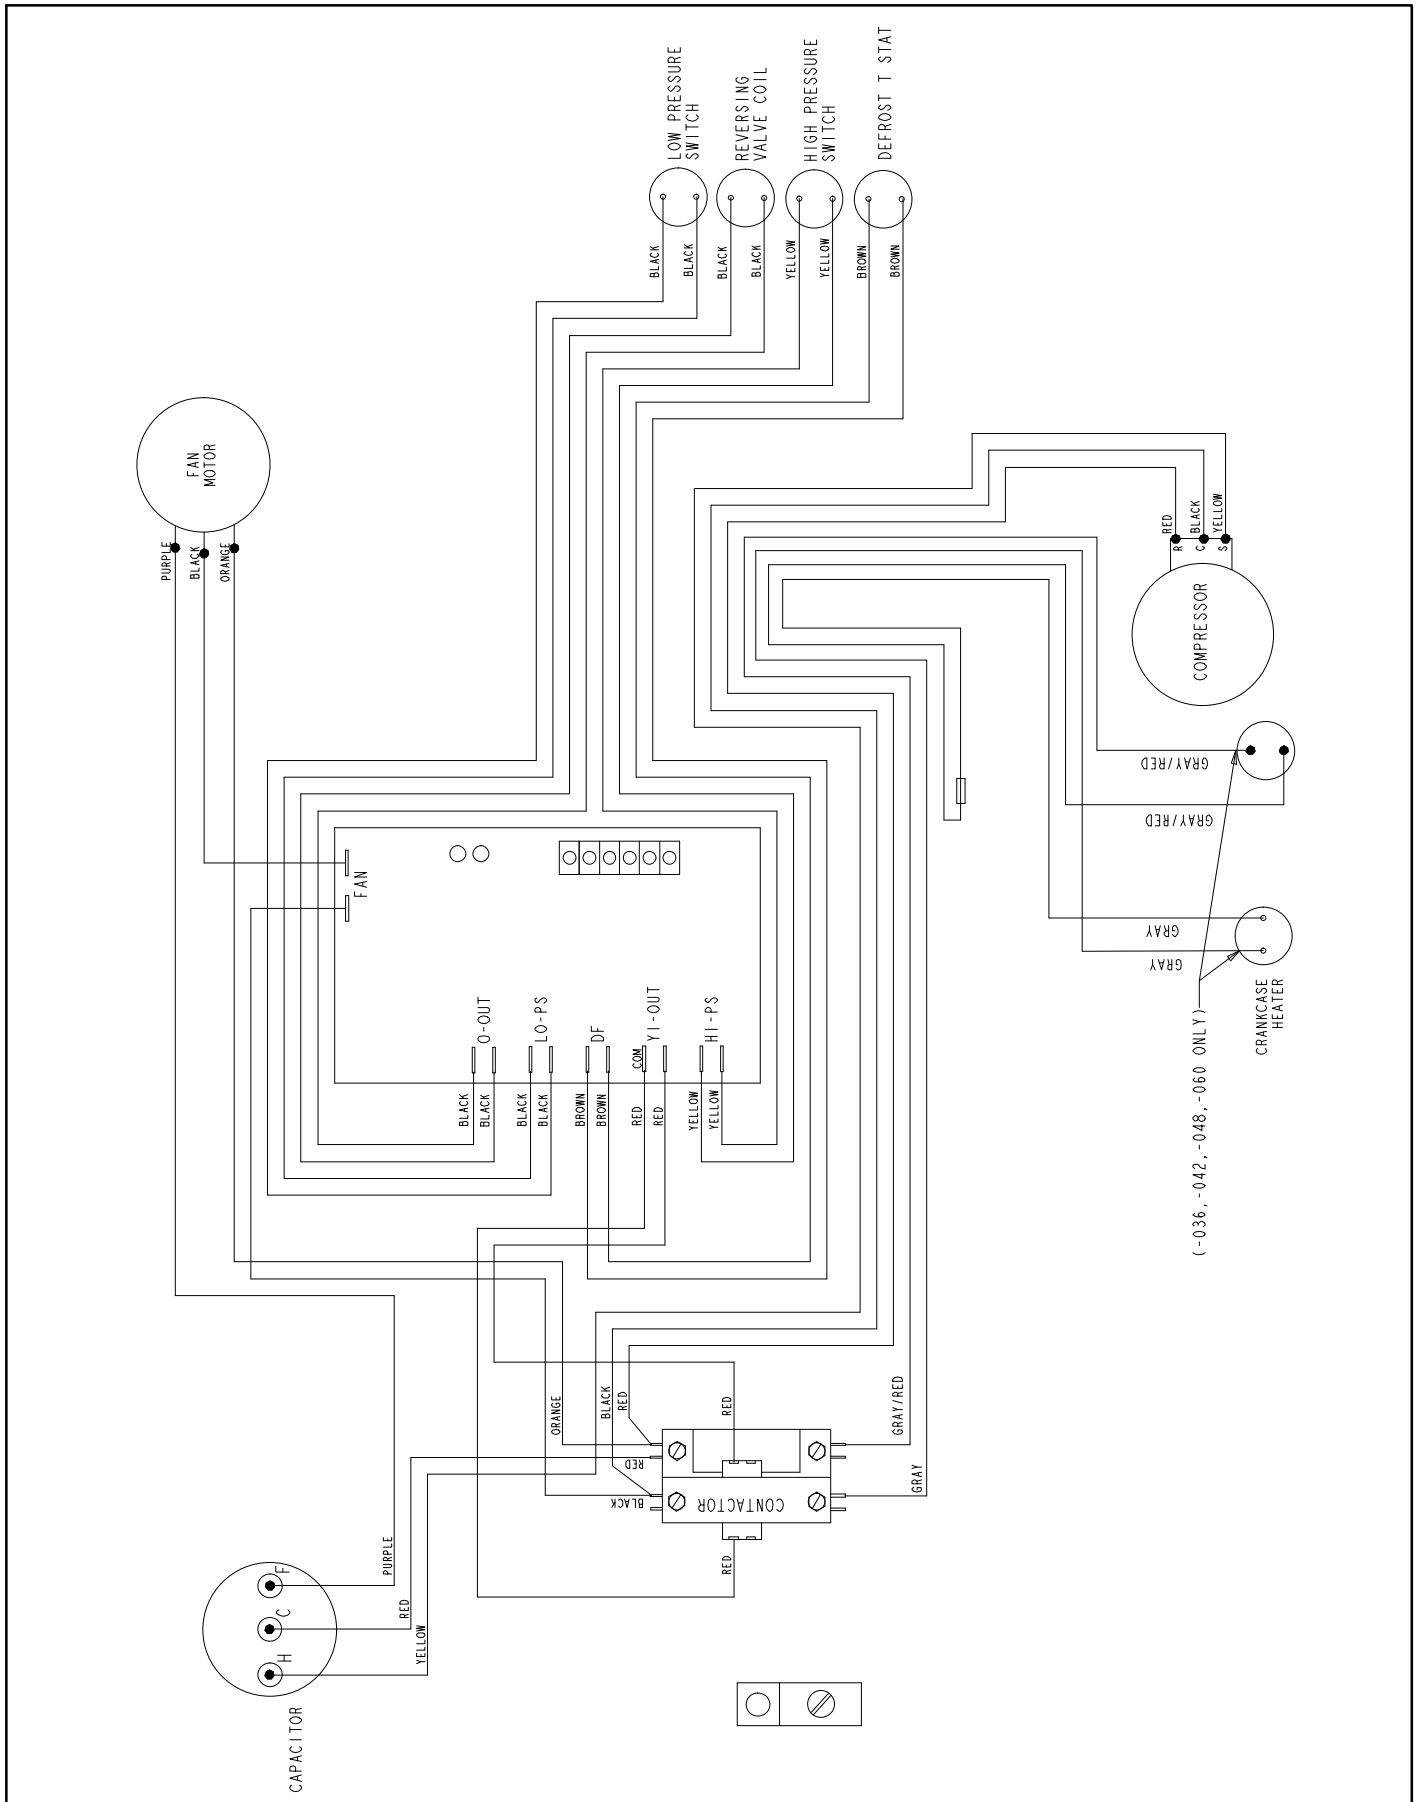 LOW PRESSURE
SWITCH
REVERSING
VALVE COIL
HIGH PRESSURE
SWITCH
DEFROST T STAT
BLACK
BLACK
BLACK
BLACK
YELLOW
YELLOW
BROWN
BROWN
FAN
MOTOR
PURPLE
BLACK
ORANGE
RED
BLACK
YELLOW
R
C
S
COMPRESSOR
GRAY/RED
GRAY/RED
GRAY
GRAY
CRANKCASE
HEATER
(-036, -042, -048, -060 ONLY)
FAN
O-OUT
LO-PS
DF
COM
YI-OUT
HI-PS
BLACK
BLACK
BLACK
BLACK
BROWN
BROWN
RED
RED
YELLOW
YELLOW
ORANGE
BLACK
RED
RED
GRAY/RED
RED
BLACK
CONTACTOR
GRAY
RED
PURPLE
RED
YELLOW
F
C
H
CAPACITOR